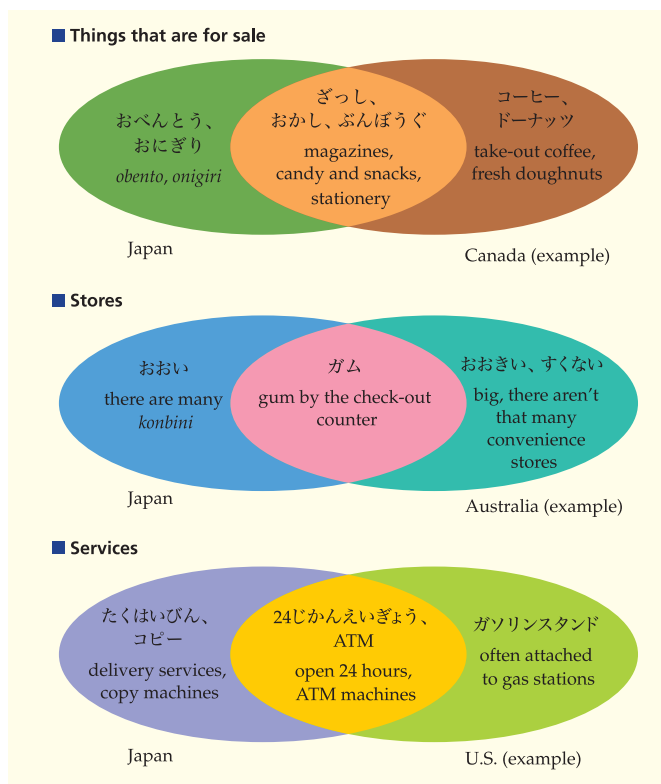 ■ Things that are for sale
おべんとう、
おにぎり
obento, onigiri
ざっし、
おかし、ぶんぼうぐ
magazines,
candy and snacks,
stationery
コーヒー、
ドーナッツ
take-out coffee,
fresh doughnuts
Japan
Canada (example)
■ Stores
おおい
there are many
konbini
ガム
gum by the check-out
counter
おおきい、すくない
big, there aren't
that many
convenience
stores
Japan
Australia (example)
■ Services
たくはいびん、
コピー
delivery services,
copy machines
24じかんえいぎょう、
ATM
open 24 hours,
ATM machines
ガソリンスタンド
often attached
to gas stations
Japan
U.S. (example)